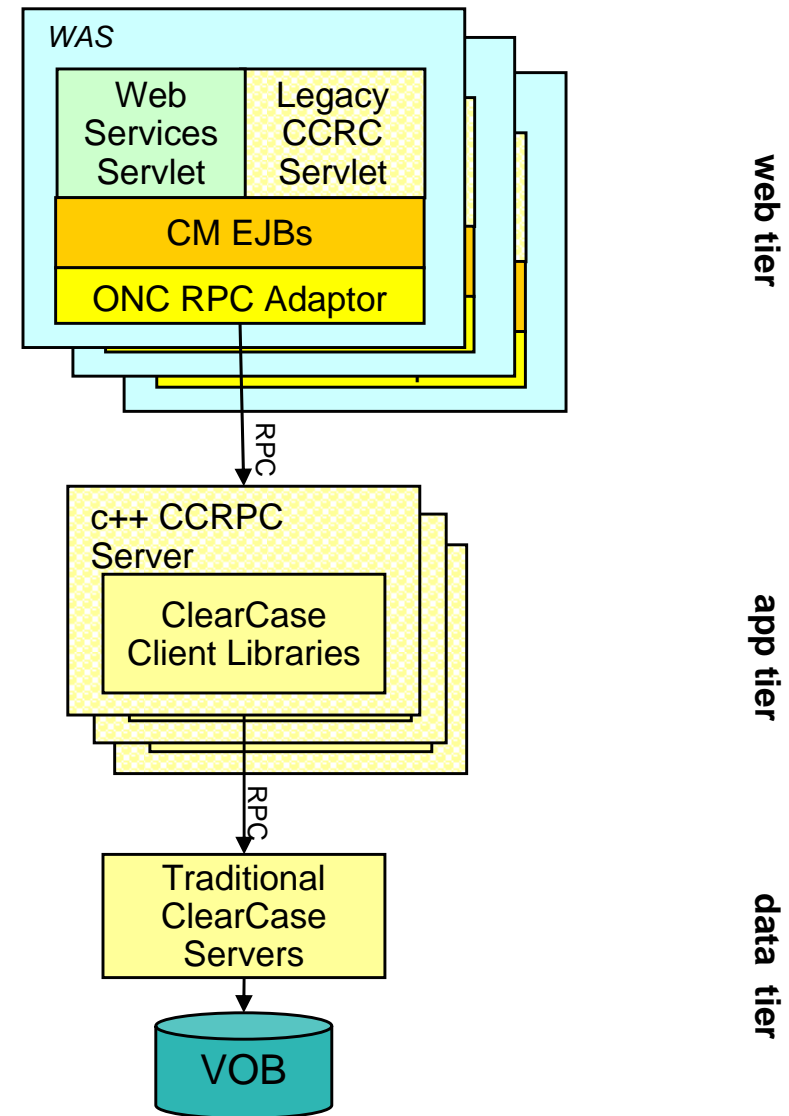 WAS
Web
Services
Servlet
Legacy
CCRC
Servlet
CM EJBs
ONC RPC Adaptor
web tier
RPC
c++ CCRPC
Server
ClearCase
Client Libraries
app tier
RPC
Traditional
ClearCase
Servers
data tier
VOB